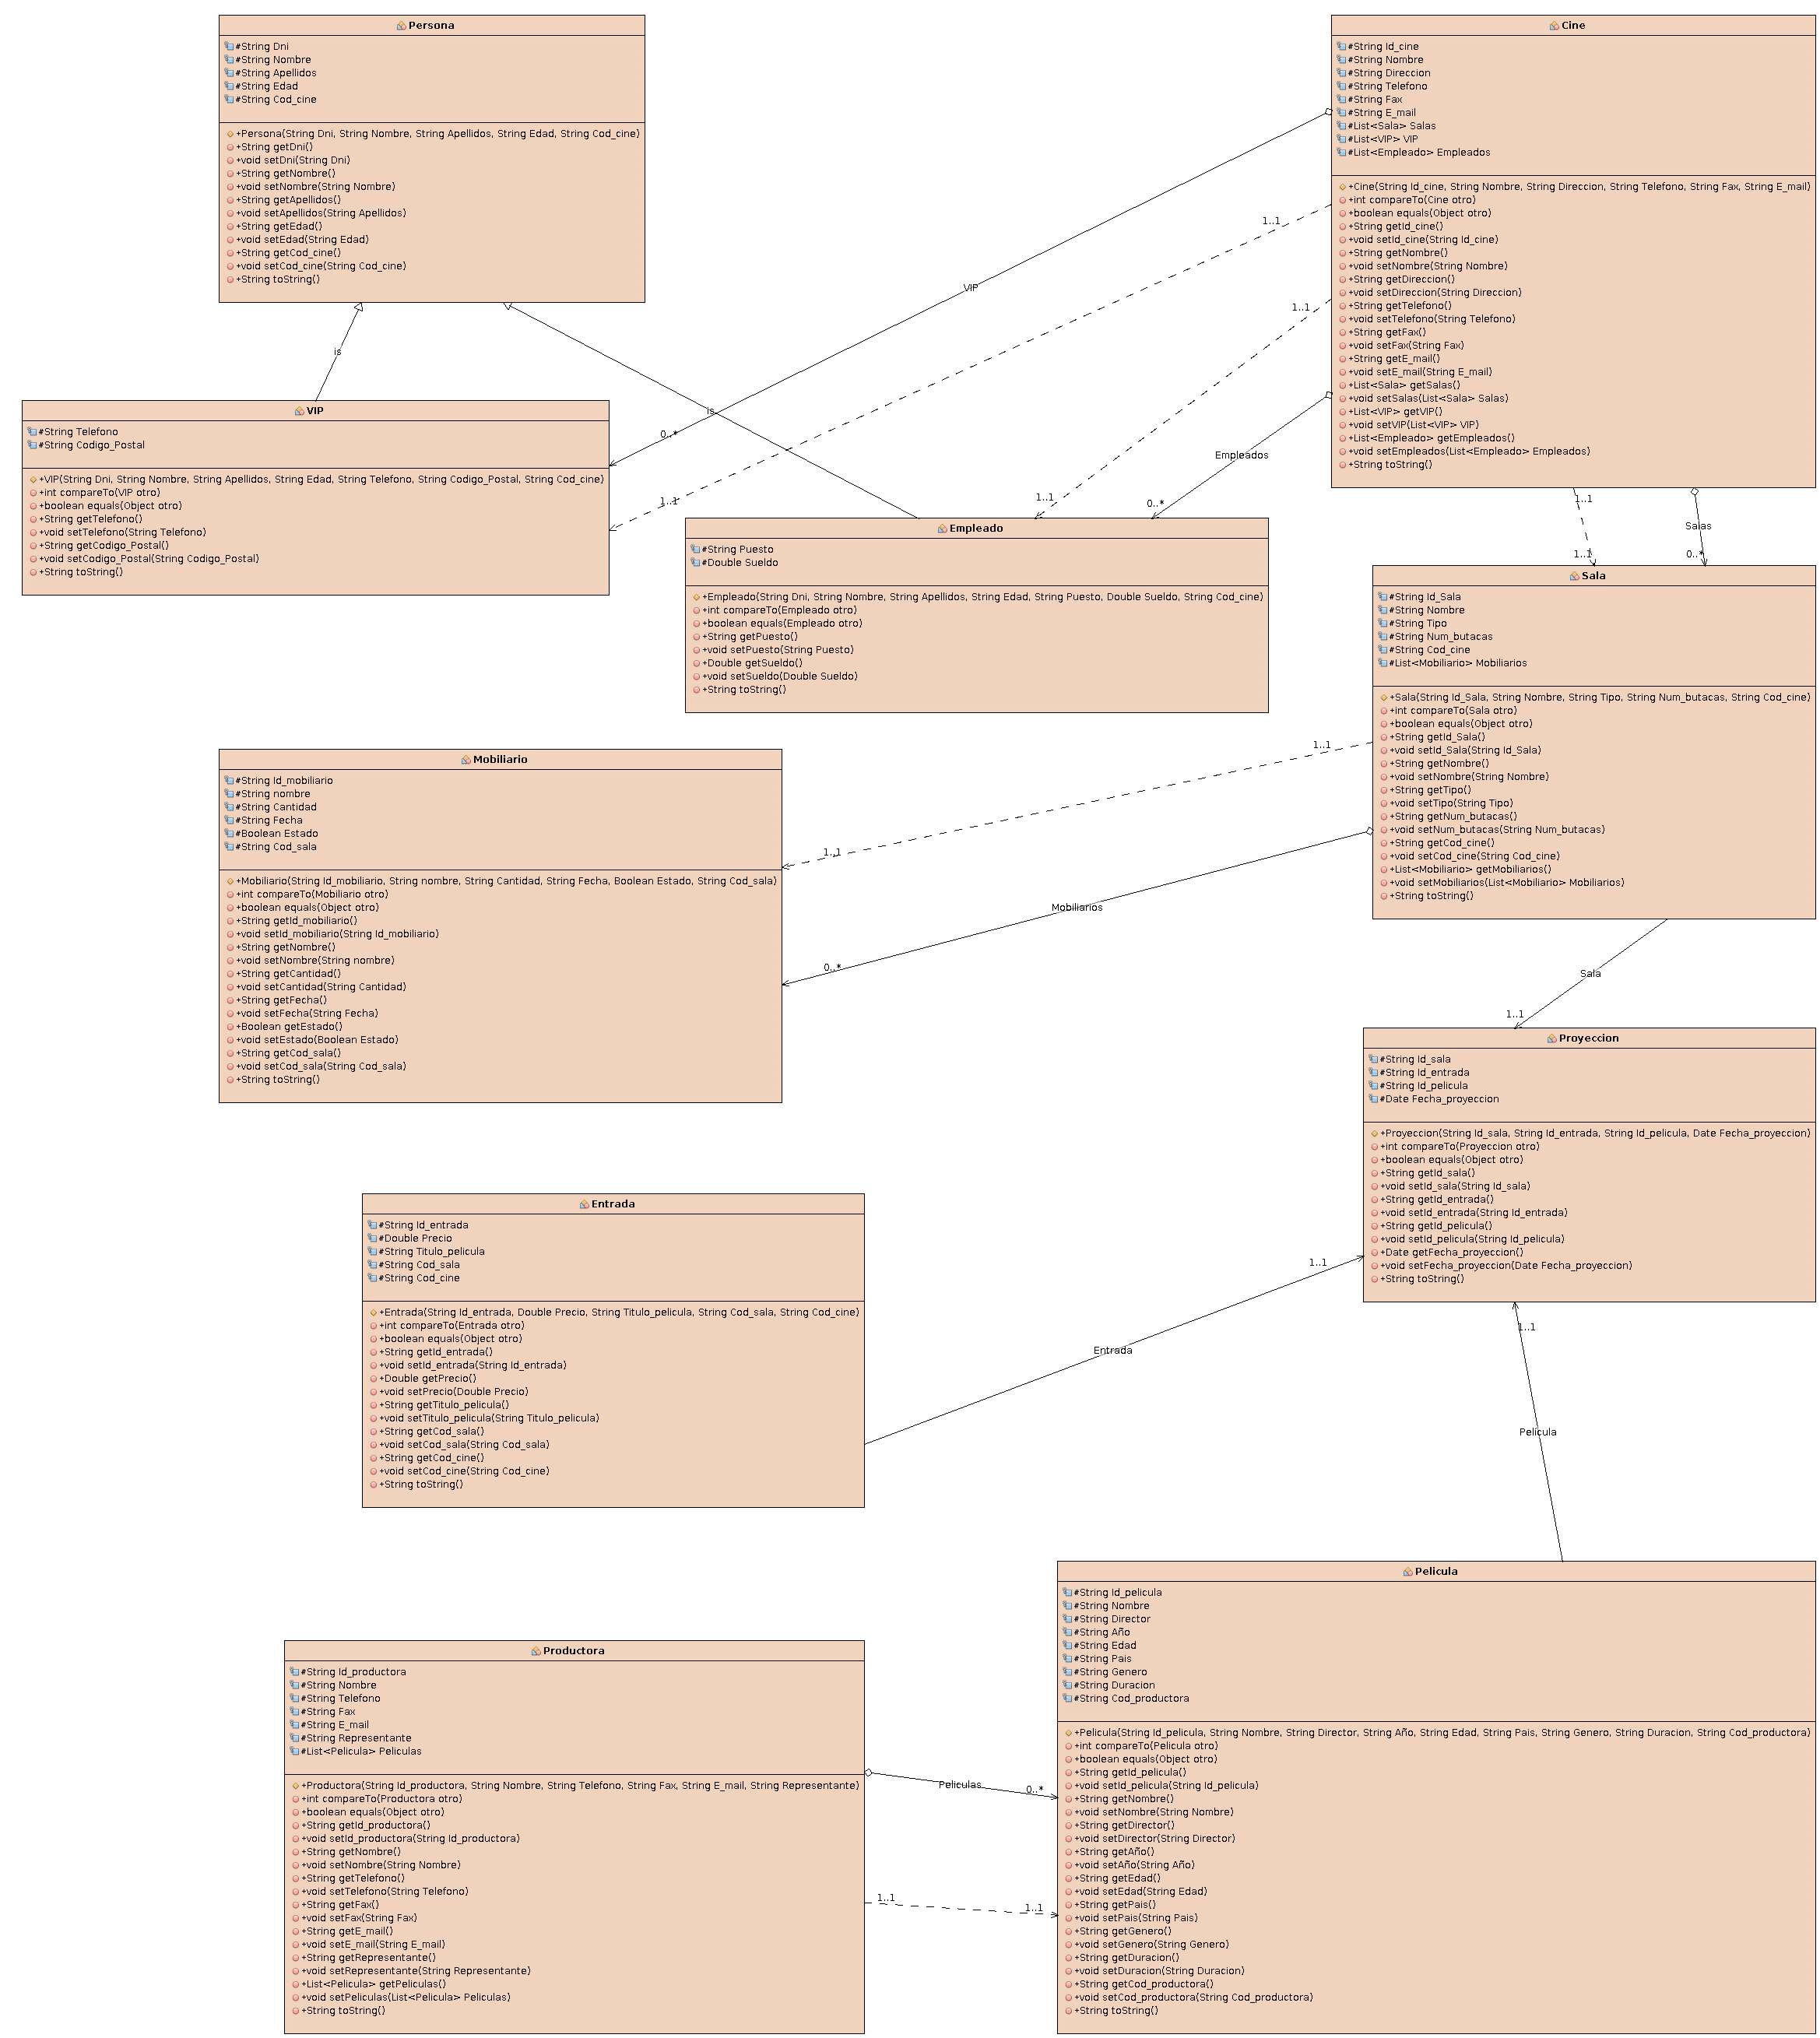 Persona
#String Dni
#String Nombre
#String Apellidos
#String Edad
#String Cod_cine
+Persona(String Dni, String Nombre, String Apellidos, String Edad, String Cod_cine)
+String getDni()
+void setDni(String Dni)
+String getNombre()
+void setNombre(String Nombre)
+String getApellidos()
+void setApellidos(String Apellidos)
+String getEdad()
+void setEdad(String Edad)
+String getCod_cine()
+void setCod_cine(String Cod_cine)
+String toString()
Cine
#String Id_cine
#String Nombre
#String Direccion
#String Telefono
#String Fax
#String E_mail
#List<Sala> Salas
#List<VIP> VIP
#List<Empleado> Empleados
+Cine(String Id_cine, String Nombre, String Direccion, String Telefono, String Fax, String E_mail)
+int compareTo(Cine otro)
+boolean equals(Object otro)
+String getId_cine()
+void setId_cine(String Id_cine)
+String getNombre()
+void setNombre(String Nombre)
+String getDireccion()
+void setDireccion(String Direccion)
+String getTelefono()
+void setTelefono(String Telefono)
+String getFax()
+void setFax(String Fax)
+String getE_mail()
+void setE_mail(String E_mail)
+List<Sala> getSalas()
+void setSalas(List<Sala> Salas)
+List<VIP> getVIP()
+void setVIP(List<VIP> VIP)
+List<Empleado> getEmpleados()
+void setEmpleados(List<Empleado> Empleados)
+String toString()
1..1
VIP
1..1
is
is
0..*
1..1
Empleados
1..1
0..*
1..1
Salas
1..1
0..*
VIP
#String Telefono
#String Codigo_Postal
+VIP(String Dni, String Nombre, String Apellidos, String Edad, String Telefono, String Codigo_Postal, String Cod_cine)
+int compareTo(VIP otro)
+boolean equals(Object otro)
+String getTelefono()
+void setTelefono(String Telefono)
+String getCodigo_Postal()
+void setCodigo_Postal(String Codigo_Postal)
+String toString()
Empleado
#String Puesto
#Double Sueldo
+Empleado(String Dni, String Nombre, String Apellidos, String Edad, String Puesto, Double Sueldo, String Cod_cine)
+int compareTo(Empleado otro)
+boolean equals(Empleado otro)
+String getPuesto()
+void setPuesto(String Puesto)
+Double getSueldo()
+void setSueldo(Double Sueldo)
+String toString()
Sala
#String Id_Sala
#String Nombre
#String Tipo
#String Num_butacas
#String Cod_cine
#List<Mobiliario> Mobiliarios
+Sala(String Id_Sala, String Nombre, String Tipo, String Num_butacas, String Cod_cine)
+int compareTo(Sala otro)
+boolean equals(Object otro)
+String getId_Sala()
+void setId_Sala(String Id_Sala)
+String getNombre()
+void setNombre(String Nombre)
+String getTipo()
+void setTipo(String Tipo)
+String getNum_butacas()
+void setNum_butacas(String Num_butacas)
+String getCod_cine()
+void setCod_cine(String Cod_cine)
+List<Mobiliario> getMobiliarios()
+void setMobiliarios(List<Mobiliario> Mobiliarios)
+String toString()
1..1
1..1
Mobiliarios
0..*
Mobiliario
#String Id_mobiliario
#String nombre
#String Cantidad
#String Fecha
#Boolean Estado
#String Cod_sala
+Mobiliario(String Id_mobiliario, String nombre, String Cantidad, String Fecha, Boolean Estado, String Cod_sala)
+int compareTo(Mobiliario otro)
+boolean equals(Object otro)
+String getId_mobiliario()
+void setId_mobiliario(String Id_mobiliario)
+String getNombre()
+void setNombre(String nombre)
+String getCantidad()
+void setCantidad(String Cantidad)
+String getFecha()
+void setFecha(String Fecha)
+Boolean getEstado()
+void setEstado(Boolean Estado)
+String getCod_sala()
+void setCod_sala(String Cod_sala)
+String toString()
Sala
1..1
Proyeccion
#String Id_sala
#String Id_entrada
#String Id_pelicula
#Date Fecha_proyeccion
+Proyeccion(String Id_sala, String Id_entrada, String Id_pelicula, Date Fecha_proyeccion)
+int compareTo(Proyeccion otro)
+boolean equals(Object otro)
+String getId_sala()
+void setId_sala(String Id_sala)
+String getId_entrada()
+void setId_entrada(String Id_entrada)
+String getId_pelicula()
+void setId_pelicula(String Id_pelicula)
+Date getFecha_proyeccion()
+void setFecha_proyeccion(Date Fecha_proyeccion)
+String toString()
Entrada
#String Id_entrada
#Double Precio
#String Titulo_pelicula
#String Cod_sala
#String Cod_cine
+Entrada(String Id_entrada, Double Precio, String Titulo_pelicula, String Cod_sala, String Cod_cine)
+int compareTo(Entrada otro)
+boolean equals(Object otro)
+String getId_entrada()
+void setId_entrada(String Id_entrada)
+Double getPrecio()
+void setPrecio(Double Precio)
+String getTitulo_pelicula()
+void setTitulo_pelicula(String Titulo_pelicula)
+String getCod_sala()
+void setCod_sala(String Cod_sala)
+String getCod_cine()
+void setCod_cine(String Cod_cine)
+String toString()
1..1
Entrada
1..1
Pelicula
Pelicula
#String Id_pelicula
#String Nombre
#String Director
#String Año
#String Edad
#String Pais
#String Genero
#String Duracion
#String Cod_productora
+Pelicula(String Id_pelicula, String Nombre, String Director, String Año, String Edad, String Pais, String Genero, String Duracion, String Cod_productora)
+int compareTo(Pelicula otro)
+boolean equals(Object otro)
+String getId_pelicula()
+void setId_pelicula(String Id_pelicula)
+String getNombre()
+void setNombre(String Nombre)
+String getDirector()
+void setDirector(String Director)
+String getAño()
+void setAño(String Año)
+String getEdad()
+void setEdad(String Edad)
+String getPais()
+void setPais(String Pais)
+String getGenero()
+void setGenero(String Genero)
+String getDuracion()
+void setDuracion(String Duracion)
+String getCod_productora()
+void setCod_productora(String Cod_productora)
+String toString()
Productora
#String Id_productora
#String Nombre
#String Telefono
#String Fax
#String E_mail
#String Representante
#List<Pelicula> Peliculas
+Productora(String Id_productora, String Nombre, String Telefono, String Fax, String E_mail, String Representante)
+int compareTo(Productora otro)
+boolean equals(Object otro)
+String getId_productora()
+void setId_productora(String Id_productora)
+String getNombre()
+void setNombre(String Nombre)
+String getTelefono()
+void setTelefono(String Telefono)
+String getFax()
+void setFax(String Fax)
+String getE_mail()
+void setE_mail(String E_mail)
+String getRepresentante()
+void setRepresentante(String Representante)
+List<Pelicula> getPeliculas()
+void setPeliculas(List<Pelicula> Peliculas)
+String toString()
Peliculas
0..*
1..1
1..1